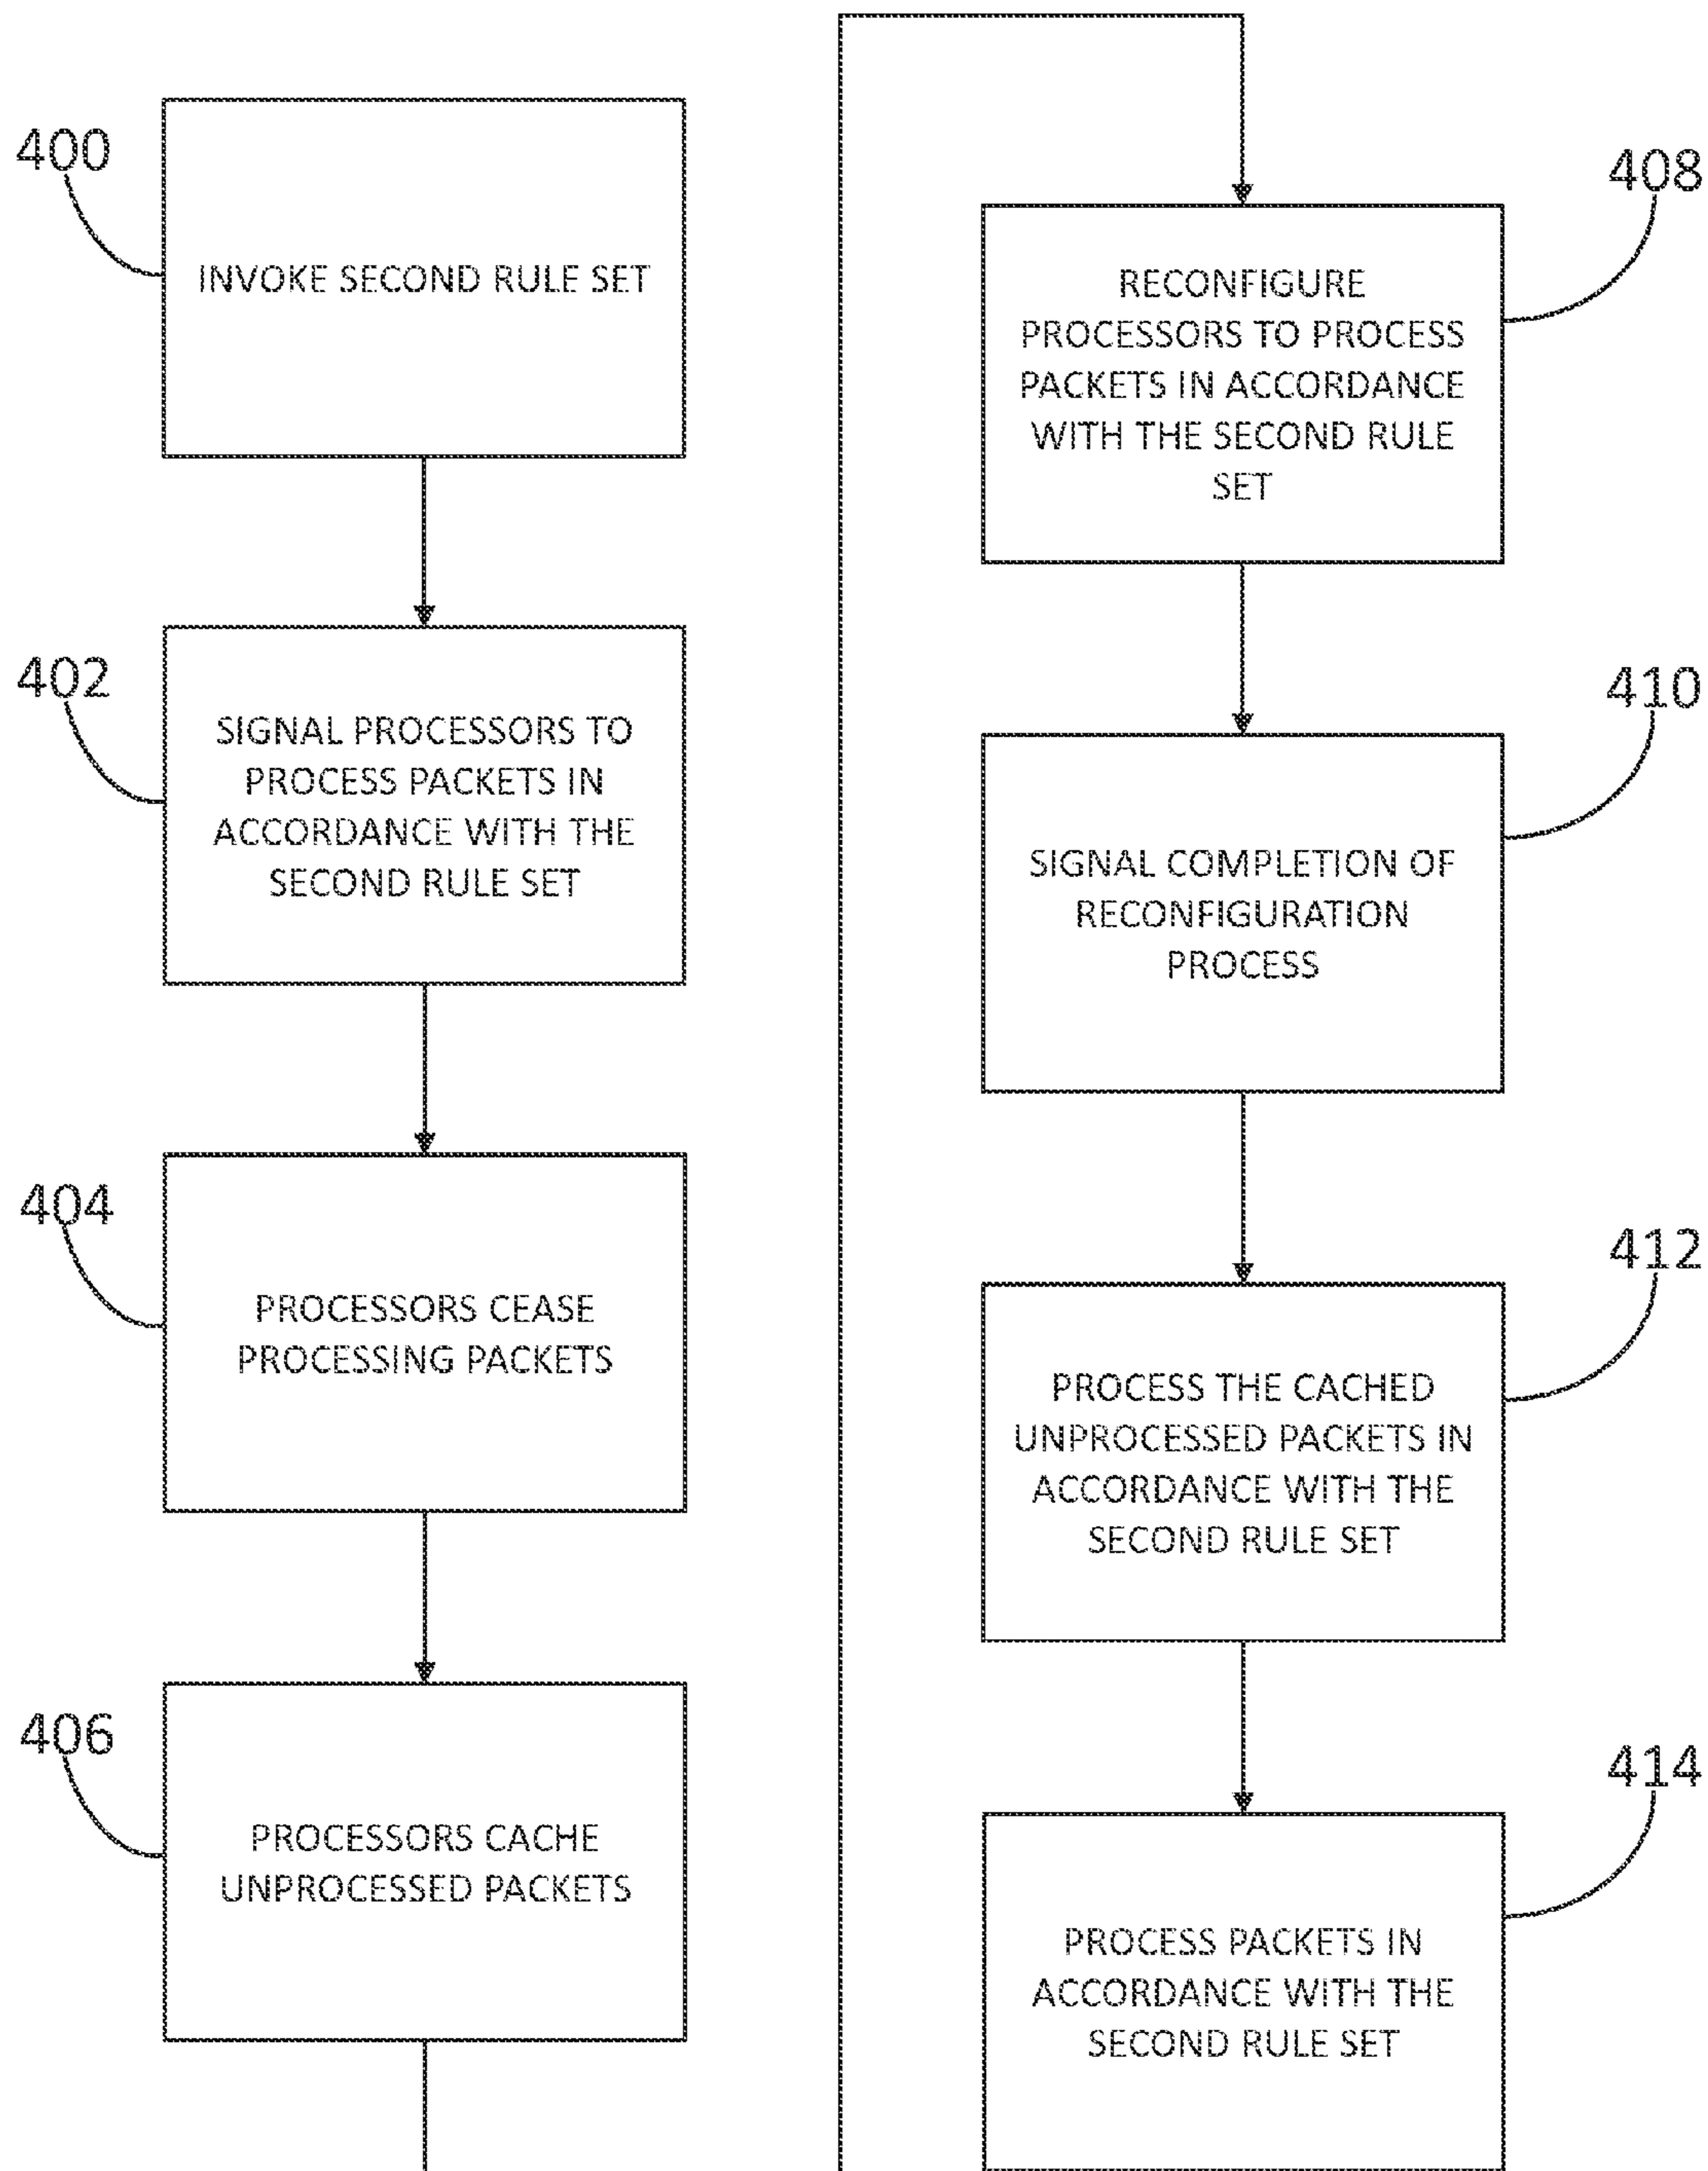 400
INVOKE SECOND RULE SET
402
SIGNAL PROCESSORS TO
PROCESS PACKETS IN
ACCORDANCE WITH THE
SECOND RULE SET
404
PROCESSORS CEASE
PROCESSING PACKETS
406
PROCESSORS CACHE
UNPROCESSED PACKETS
408
RECONFIGURE
PROCESSORS TO PROCESS
PACKETS IN ACCORDANCE
WITH THE SECOND RULE
SET
410
SIGNAL COMPLETION OF
RECONFIGURATION
PROCESS
412
PROCESS THE CACHED
UNPROCESSED PACKETS IN
ACCORDANCE WITH THE
SECOND RULE SET
414
PROCESS PACKETS IN
ACCORDANCE WITH THE
SECOND RULE SET